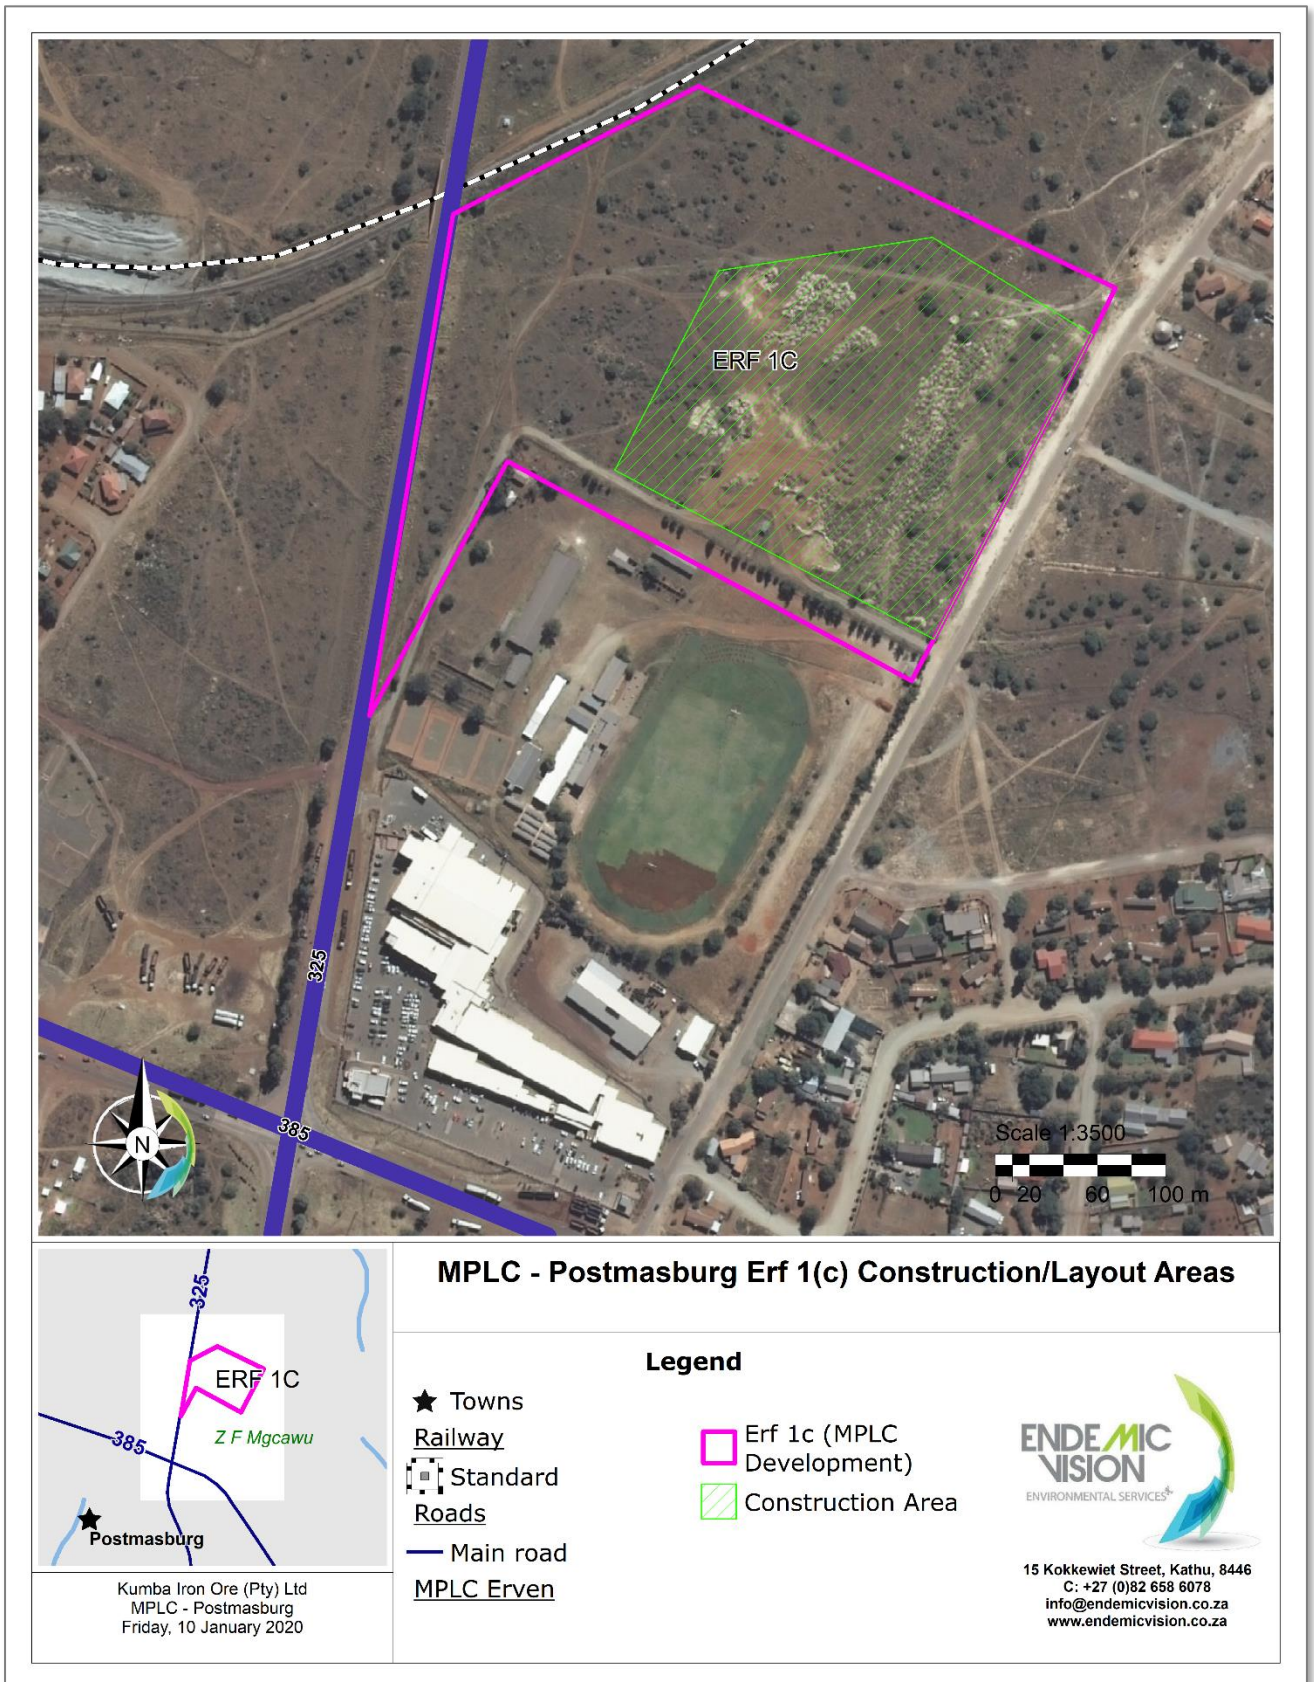 ERF 1C
325
385
N
Scale 1:3500
0 20 60 100 m
325
ERF 1C
385
Z F Mgcawu
Postmasburg
Kumba Iron Ore (Pty) Ltd
MPLC - Postmasburg
Friday, 10 January 2020
MPLC - Postmasburg Erf 1(c) Construction/Layout Areas
Legend
Towns
Railway
Standard
Roads
Main road
MPLC Erven
Erf 1c (MPLC
Development)
Construction Area
ENDEMIC
VISION
ENVIRONMENTAL SERVICES
15 Kokkewiet Street, Kathu, 8446
C: +27 (0)82 658 6078
info@endemicvision.co.za
www.endemicvision.co.za